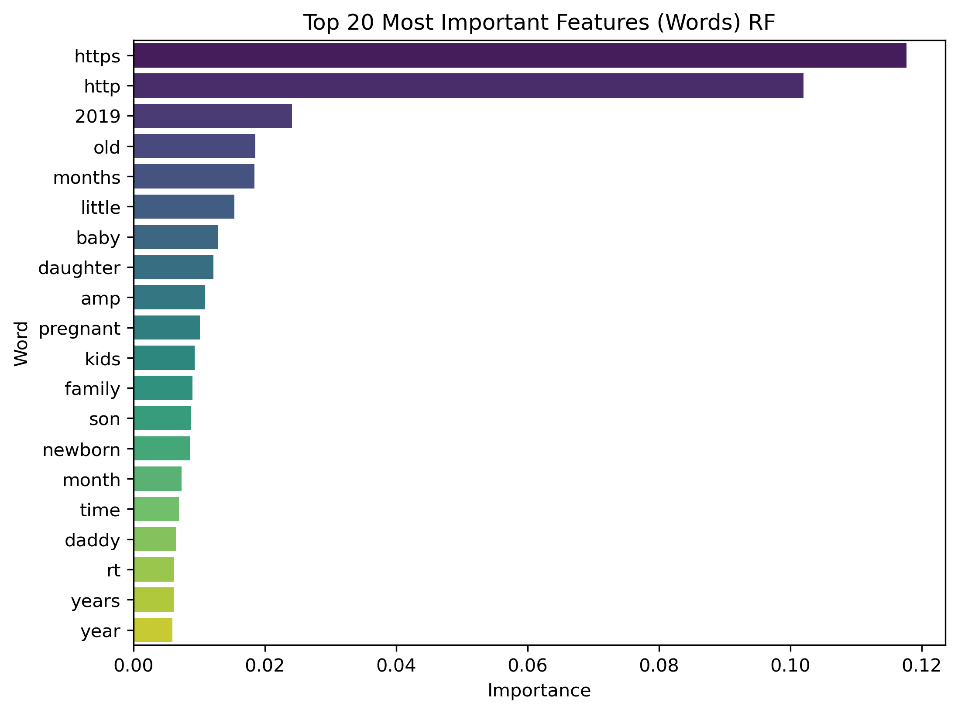 Top 20 Most Important Features (Words) RF
https
http
2019
old
months
little
baby
daughter
amp
pregnant
kids
family
son
newborn
month
time
daddy
rt
years
year
Word
0.00 0.02 0.04 0.06 0.08 0.10 0.12
Importance